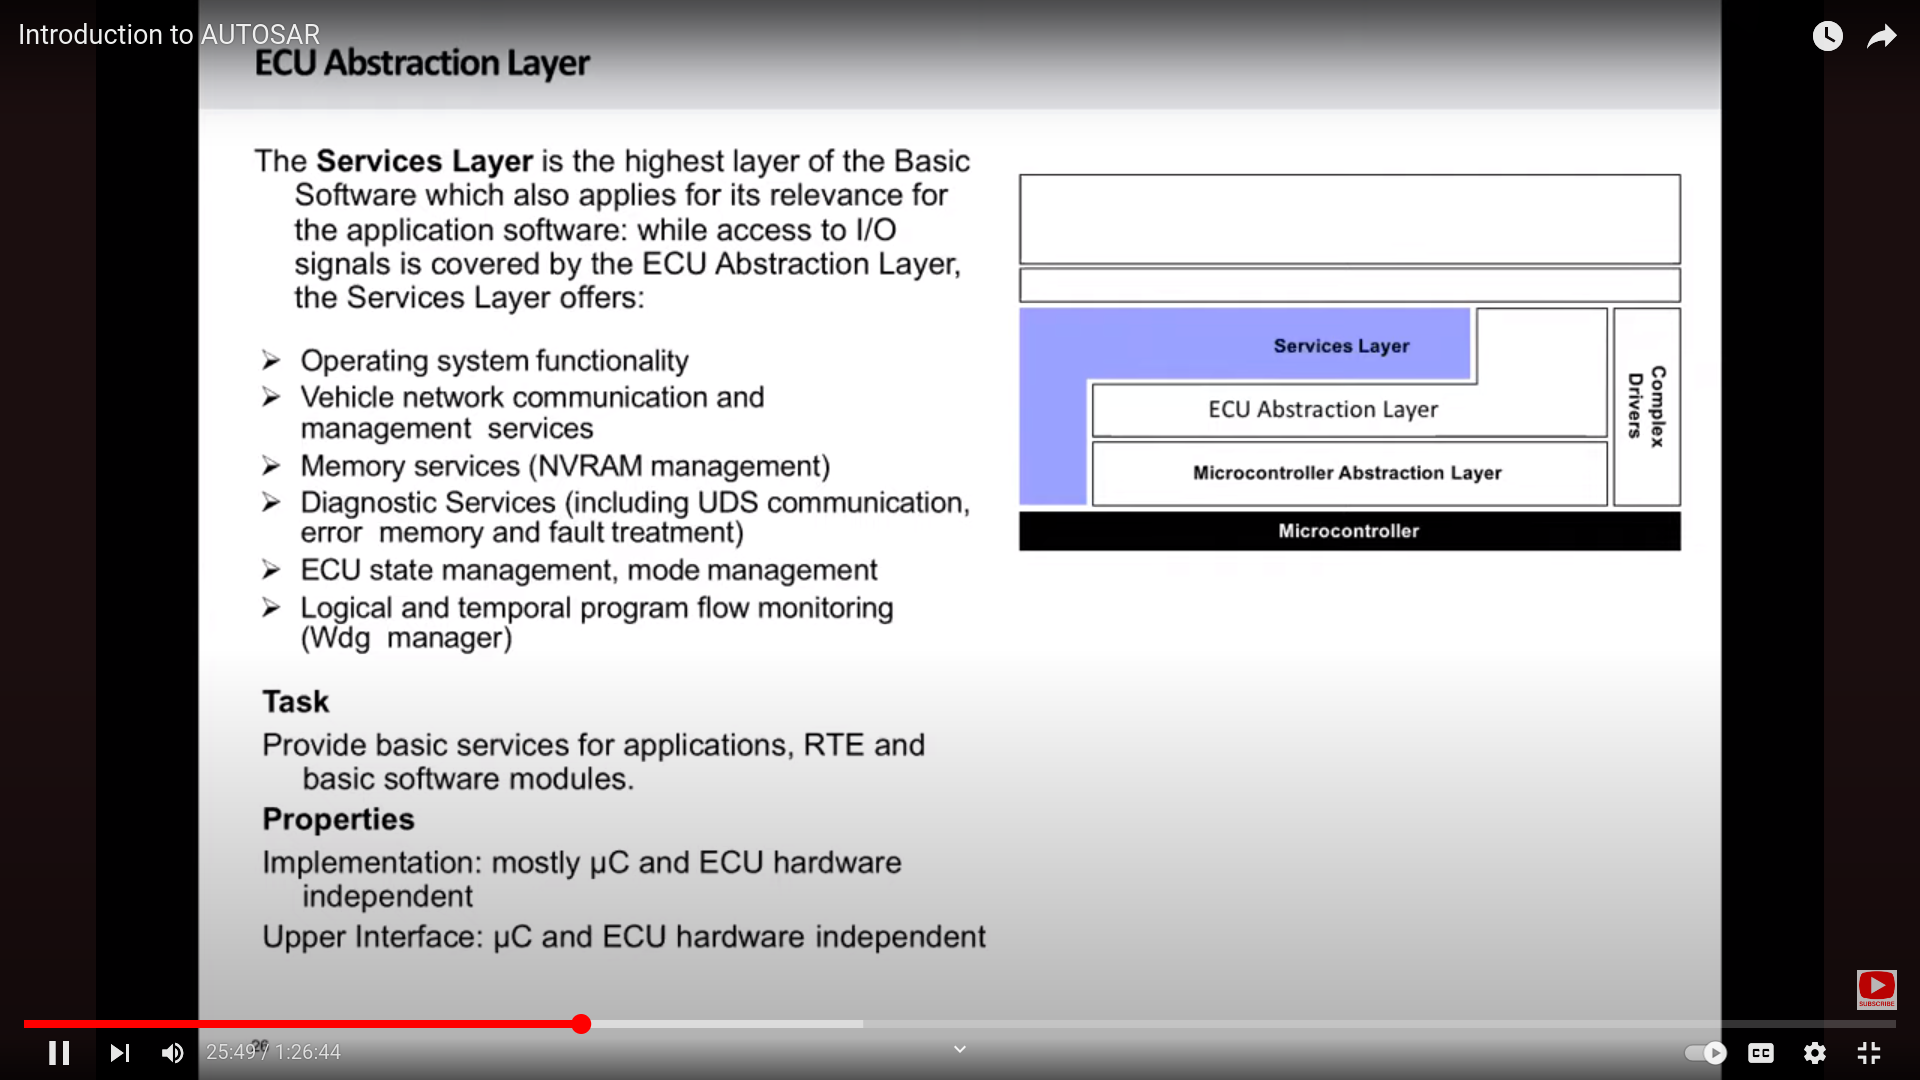 Introduction to AUTOSAR
ECU Abstraction Layer
The Services Layer is the highest layer of the Basic
Software which also applies for its relevance for
the application software: while access to I/O
signals is covered by the ECU Abstraction Layer,
the Services Layer offers:
➢ Operating system functionality
➢ Vehicle network communication and
management services
➢ Memory services (NVRAM management)
➢ Diagnostic Services (including UDS communication,
error memory and fault treatment)
➢ ECU state management, mode management
➢ Logical and temporal program flow monitoring
(Wdg manager)
Task
Provide basic services for applications, RTE and
basic software modules.
Properties
Implementation: mostly µC and ECU hardware
independent
Upper Interface: µC and ECU hardware independent
Services Layer
ECU Abstraction Layer
Microcontroller Abstraction Layer
Complex
Drivers
Microcontroller
SUBSCRIBE
26
25:49 / 1:26:44
CC